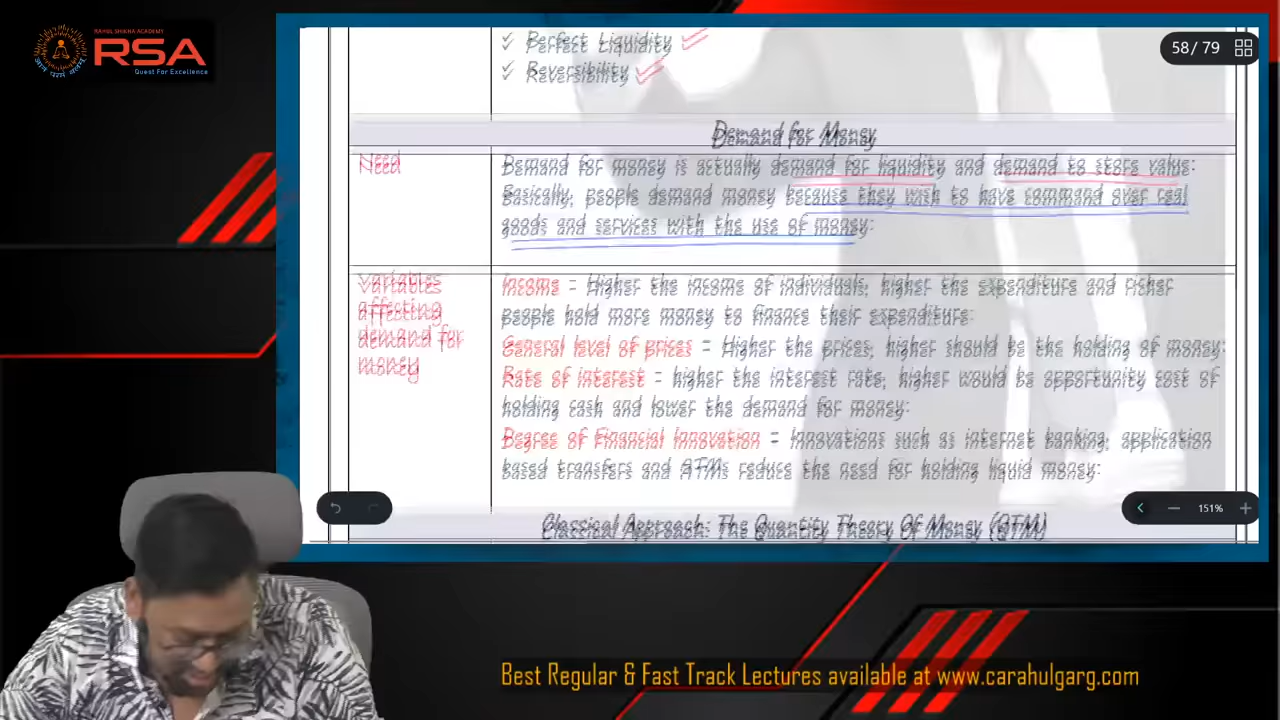 RAHUL SHIKHA ACADEMY
RSA
Quest For Excellence
58 / 79
✓ Perfect Liquidity
✓ Reversibility
Demand for Money
Need
Demand for money is actually demand for liquidity and demand to store value.
Basically, people demand money because they wish to have command over real
goods and services with the use of money.
Variables
affecting
demand for
money
Income – Higher the income of individuals, higher the expenditure and richer
people hold more money to finance their expenditure.
General level of prices – Higher the prices, higher should be the holding of money.
Rate of interest – higher the interest rate, higher would be opportunity cost of
holding cash and lower the demand for money.
Degree of Financial Innovation – Innovations such as internet banking, application
based transfers and ATMs reduce the need for holding liquid money.
151%
Classical Approach: The Quantity Theory Of Money (QTM)
Best Regular & Fast Track Lectures available at www.carahulgarg.com